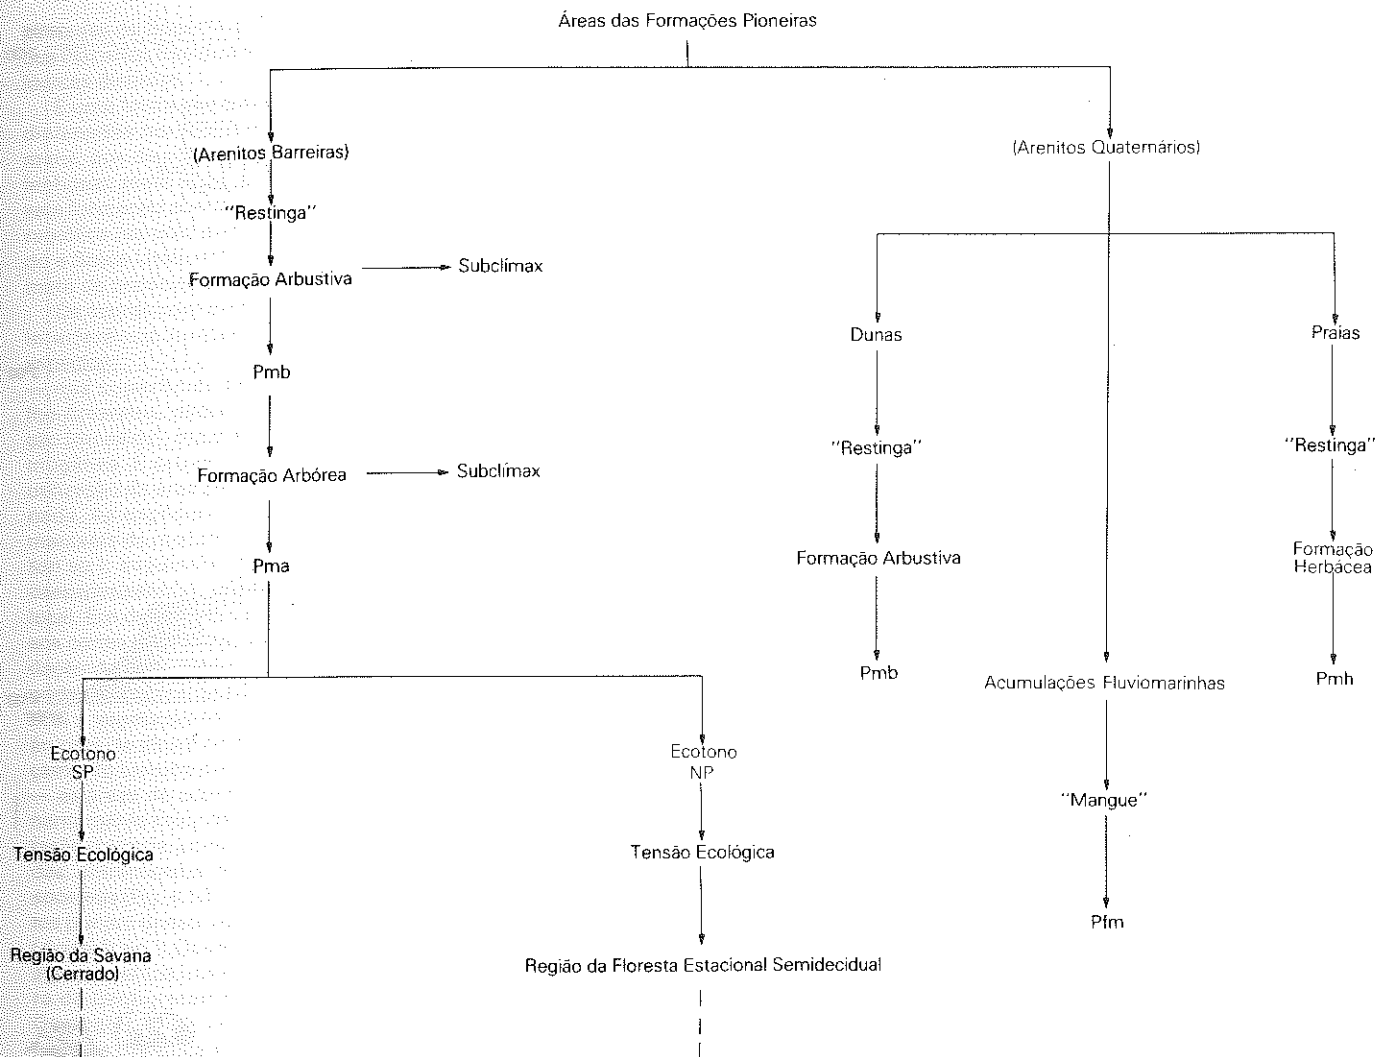 Áreas das Formações Pioneiras
(Arenitos Barreiras)
"Restinga"
Formação Arbustiva
Subclímax
Pmb
Formação Arbórea
Subclímax
Pma
Ecotono
SP
Tensão Ecológica
Região da Savana
(Cerrado)
Ecotono
NP
Tensão Ecológica
Região da Floresta Estacional Semidecidual
(Arenitos Quaternários)
Dunas
"Restinga"
Formação Arbustiva
Pmb
Acumulações Fluviomarinhas
"Mangue"
Pfm
Praias
"Restinga"
Formação
Herbácea
Pmh